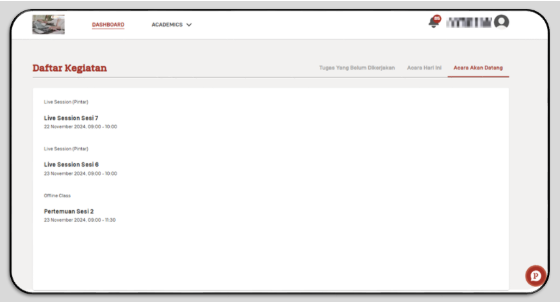 DASHBOARD
ACADEMICS
Daftar Kegiatan
Tugas Yang Belum Dikerjakan
Acara Hari Ini
Acara Akan Datang
Live Session (Pintar)
Live Session Sesi 7
22 November 2024, 09:00 - 10:00
Live Session (Pintar)
Live Session Sesi 6
23 November 2024, 09:00 - 10:00
Offline Class
Pertemuan Sesi 2
23 November 2024, 09:00 - 11:30
P